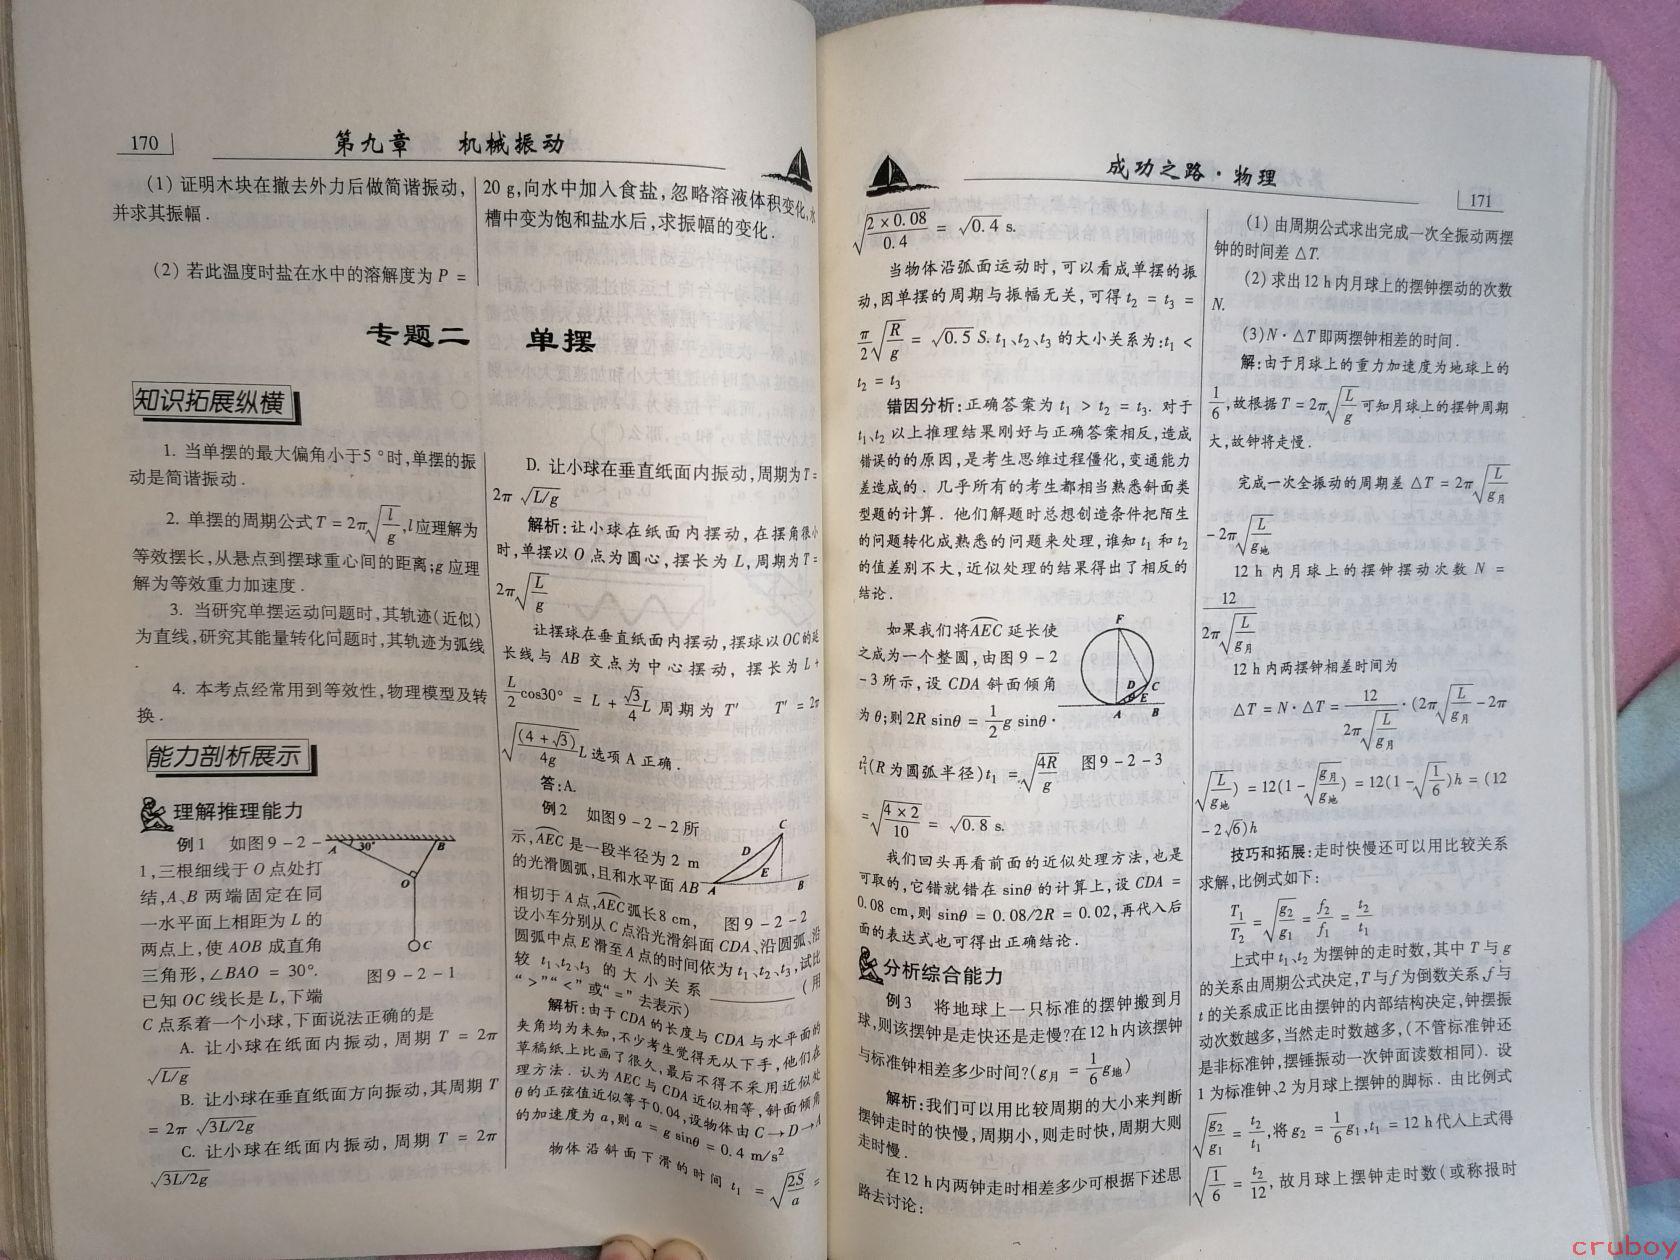 170
第九章 机械振动
(1) 证明木块在撤去外力后做简谐振动,
并求其振幅.
(2) 若此温度时盐在水中的溶解度为 P =
20 g,向水中加入食盐,忽略溶液体积变化,水
槽中变为饱和盐水后,求振幅的变化.
专题二 单摆
知识拓展纵横
1. 当单摆的最大偏角小于5 °时,单摆的振
动是简谐振动.
2. 单摆的周期公式 T = 2π√(l/g),l应理解为
等效摆长,从悬点到摆球重心间的距离;g 应理
解为等效重力加速度.
3. 当研究单摆运动问题时,其轨迹(近似)
为直线,研究其能量转化问题时,其轨迹为弧线
.
4. 本考点经常用到等效性,物理模型及转
换.
能力剖析展示
理解推理能力
例1 如图9-2-
1,三根细线于 O 点处打
结,A、B 两端固定在同
一水平面上相距为 L 的
两点上,使 AOB 成直角
三角形,∠BAO = 30°.
已知 OC 线长是 L,下端
C 点系着一个小球,下面说法正确的是
A 30° B
O
C
图9-2-1
A. 让小球在纸面内振动,周期 T = 2π
√L/g
B. 让小球在垂直纸面方向振动,其周期 T
= 2π √3L/2g
C. 让小球在纸面内振动,周期 T = 2π
√3L/2g
D. 让小球在垂直纸面内振动,周期为 T =
2π √L/g
解析:让小球在纸面内摆动,在摆角很小
时,单摆以 O 点为圆心,摆长为 L,周期为 T =
2π√(L/g)
让摆球在垂直纸面内摆动,摆球以 OC 的延
长线与 AB 交点为中心摆动,摆长为 L +
L/2 cos30° = L + √3/4 L 周期为 T′ T′ = 2π
√((4+√3)/4g) L 选项 A 正确.
答:A.
例2 如图9-2-2所
示,AEC 是一段半径为 2 m
的光滑圆弧,且和水平面 AB
相切于 A 点,AEC 弧长 8 cm,
C
D
E
A B
图9-2-2
设小车分别从 C 点沿光滑斜面 CDA、沿圆弧、沿
圆弧中点 E 滑至 A 点的时间依为 t₁、t₂、t₃,试比
较 t₁、t₂、t₃ 的大小关系 ________ (用
“>”“<”或“=”去表示)
解析:由于 CDA 的长度与 CDA 与水平面的
夹角均为未知,不少考生觉得无从下手,他们在
草稿纸上比画了很久,最后不得不采用近似处
理方法.认为 AEC 与 CDA 近似相等,斜面倾角
θ 的正弦值近似等于0.04,设物体由 C→D→A
的加速度为 a,则 a = g sinθ = 0.4 m/s²
物体沿斜面下滑的时间 t₁ = √(2S/a) =
成功之路·物理
171
√((2×0.08)/0.4) = √0.4 s.
当物体沿弧面运动时,可以看成单摆的振
动,因单摆的周期与振幅无关,可得 t₂ = t₃ =
π/2 √(R/g) = √0.5 S. t₁、t₂、t₃ 的大小关系为:t₁ <
t₂ = t₃
错因分析:正确答案为 t₁ > t₂ = t₃. 对于
t₁、t₂ 以上推理结果刚好与正确答案相反,造成
错误的的原因,是考生思维过程僵化,变通能力
差造成的.几乎所有的考生都相当熟悉斜面类
型题的计算.他们解题时总想创造条件把陌生
的问题转化成熟悉的问题来处理,谁知 t₁ 和 t₂
的值差别不大,近似处理的结果得出了相反的
结论.
如果我们将 AEC 延长使
之成为一个整圆,由图9-2
-3所示,设 CDA 斜面倾角
为 θ;则 2R sinθ = 1/2 g sinθ·
t₁²(R 为圆弧半径)t₁ = √(4R/g)
F
D C
E
A B
图9-2-3
= √((4×2)/10) = √0.8 s.
我们回头再看前面的近似处理方法,也是
可取的,它错就错在 sinθ 的计算上,设 CDA =
0.08 cm,则 sinθ = 0.08/2R = 0.02,再代入后
面的表达式也可得出正确结论.
分析综合能力
例3 将地球上一只标准的摆钟搬到月
球,则该摆钟是走快还是走慢?在12 h内该摆钟
与标准钟相差多少时间?(g月 = 1/6 g地)
解析:我们可以用比较周期的大小来判断
摆钟走时的快慢,周期小,则走时快,周期大则
走时慢.
在12 h内两钟走时相差多少可根据下述思
路去讨论:
(1) 由周期公式求出完成一次全振动两摆
钟的时间差 △T.
(2) 求出12 h内月球上的摆钟摆动的次数
N.
(3)N·△T 即两摆钟相差的时间.
解:由于月球上的重力加速度为地球上的
1/6,故根据 T = 2π√(L/g) 可知月球上的摆钟周期
大,故钟将走慢.
完成一次全振动的周期差 △T = 2π√(L/g月)
- 2π√(L/g地)
12 h内月球上的摆钟摆动次数 N =
12/(2π√(L/g月))
12 h内两摆钟相差时间为
△T = N·△T = 12/(2π√(L/g月))·(2π√(L/g月) - 2π
√(L/g地)) = 12(1-√(g月/g地)) = 12(1-√(1/6))h = (12
-2√6)h
技巧和拓展:走时快慢还可以用比较关系
求解,比例式如下:
T₁/T₂ = √(g₂/g₁) = f₂/f₁ = t₂/t₁
上式中 t₁、t₂ 为摆钟的走时数,其中 T 与 g
的关系由周期公式决定,T 与 f 为倒数关系,f 与
t 的关系成正比由摆钟的内部结构决定,钟摆振
动次数越多,当然走时数越多,(不管标准钟还
是非标准钟,摆锤振动一次钟面读数相同).设
1为标准钟、2为月球上摆钟的脚标.由比例式
√(g₂/g₁) = t₂/t₁,将 g₂ = 1/6 g₁,t₁ = 12 h代人上式得
√(1/6) = t₂/12,故月球上摆钟走时数(或称报时
cruboy